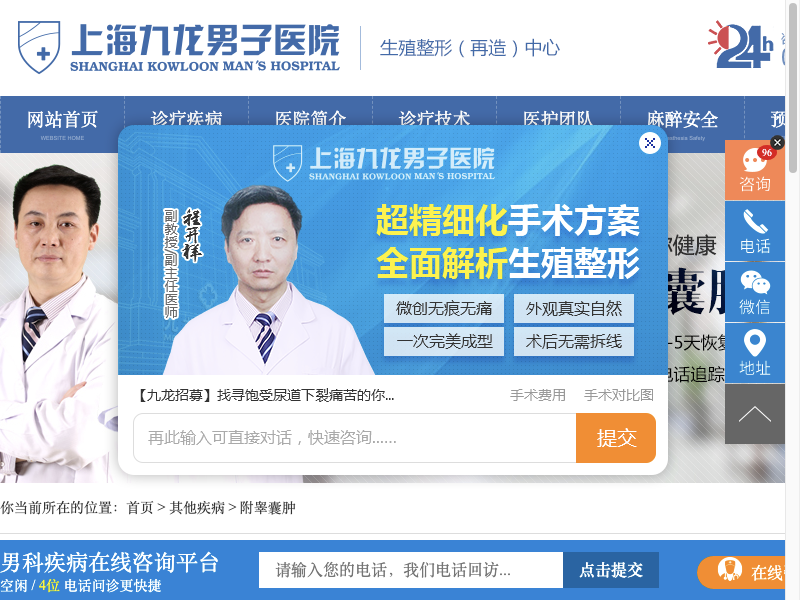 上海九龙男子医院
SHANGHAI KOWLOON MAN'S HOSPITAL
生殖整形（再造）中心
24h
网站首页
WEBSITE HOME
诊疗疾病
医院简介
诊疗技术
医护团队
麻醉安全
上海九龙男子医院
SHANGHAI KOWLOON MAN'S HOSPITAL
程开祥
副教授/副主任医师
超精细化手术方案
全面解析生殖整形
微创无痕无痛
外观真实自然
一次完美成型
术后无需拆线
【九龙招募】找寻饱受尿道下裂痛苦的你...
手术费用
手术对比图
再此输入可直接对话，快速咨询......
提交
健康
囊
-5天恢复
电话追踪
96
咨询
电话
微信
地址
你当前所在的位置： 首页 > 其他疾病 > 附睾囊肿
男科疾病在线咨询平台
空闲 / 4位 电话问诊更快捷
请输入您的电话，我们电话回访...
点击提交
在线